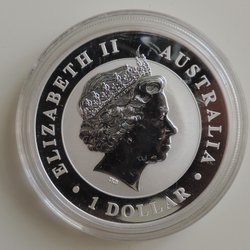 ELIZABETH II · AUSTRALIA · 1 DOLLAR ·